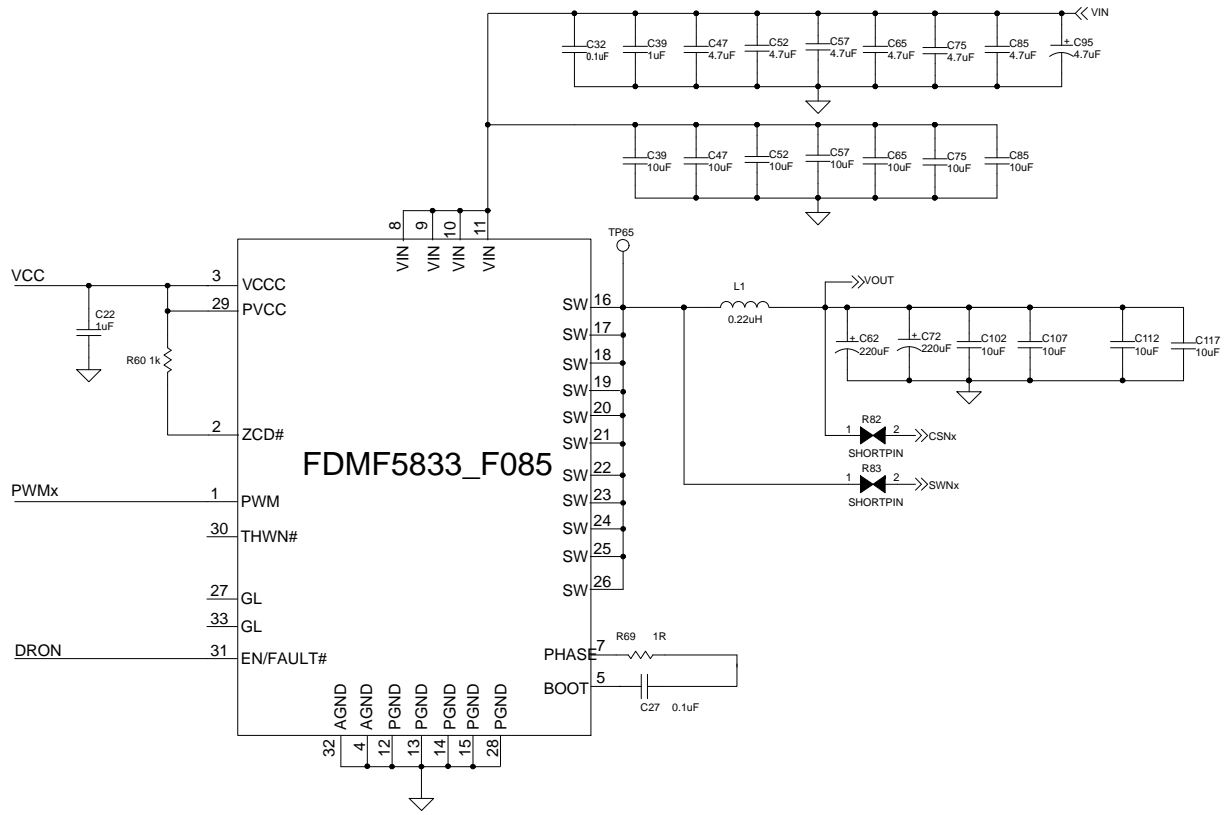 VIN
C32
0.1uF
C39
1uF
C47
4.7uF
C52
4.7uF
C57
4.7uF
C65
4.7uF
C75
4.7uF
C85
4.7uF
+ C95
4.7uF
C39
10uF
C47
10uF
C52
10uF
C57
10uF
C65
10uF
C75
10uF
C85
10uF
8
9
10
11
VIN
VIN
VIN
VIN
TP65
VCC
3
VCCC
29
PVCC
C22
1uF
R60 1k
2
ZCD#
FDMF5833_F085
PWMx
1
PWM
30
THWN#
27
GL
33
GL
DRON
31
EN/FAULT#
SW 16
SW 17
SW 18
SW 19
SW 20
SW 21
SW 22
SW 23
SW 24
SW 25
SW 26
L1
0.22uH
VOUT
+ C62
220uF
+ C72
220uF
C102
10uF
C107
10uF
C112
10uF
C117
10uF
R82
1 2
CSNx
SHORTPIN
R83
1 2
SWNx
SHORTPIN
PHASE 7
R69 1R
BOOT 5
C27 0.1uF
AGND
AGND
PGND
PGND
PGND
PGND
PGND
32
4
12
13
14
15
28